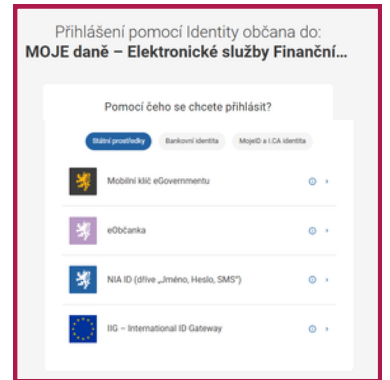 Přihlášení pomocí Identity občana do:
MOJE daně – Elektronické služby Finanční...
Pomocí čeho se chcete přihlásit?
Státní prostředky
Bankovní identita
MojeID a I.CA identita
Mobilní klíč eGovernmentu
eObčanka
NIA ID (dříve „Jméno, Heslo, SMS“)
IIG – International ID Gateway